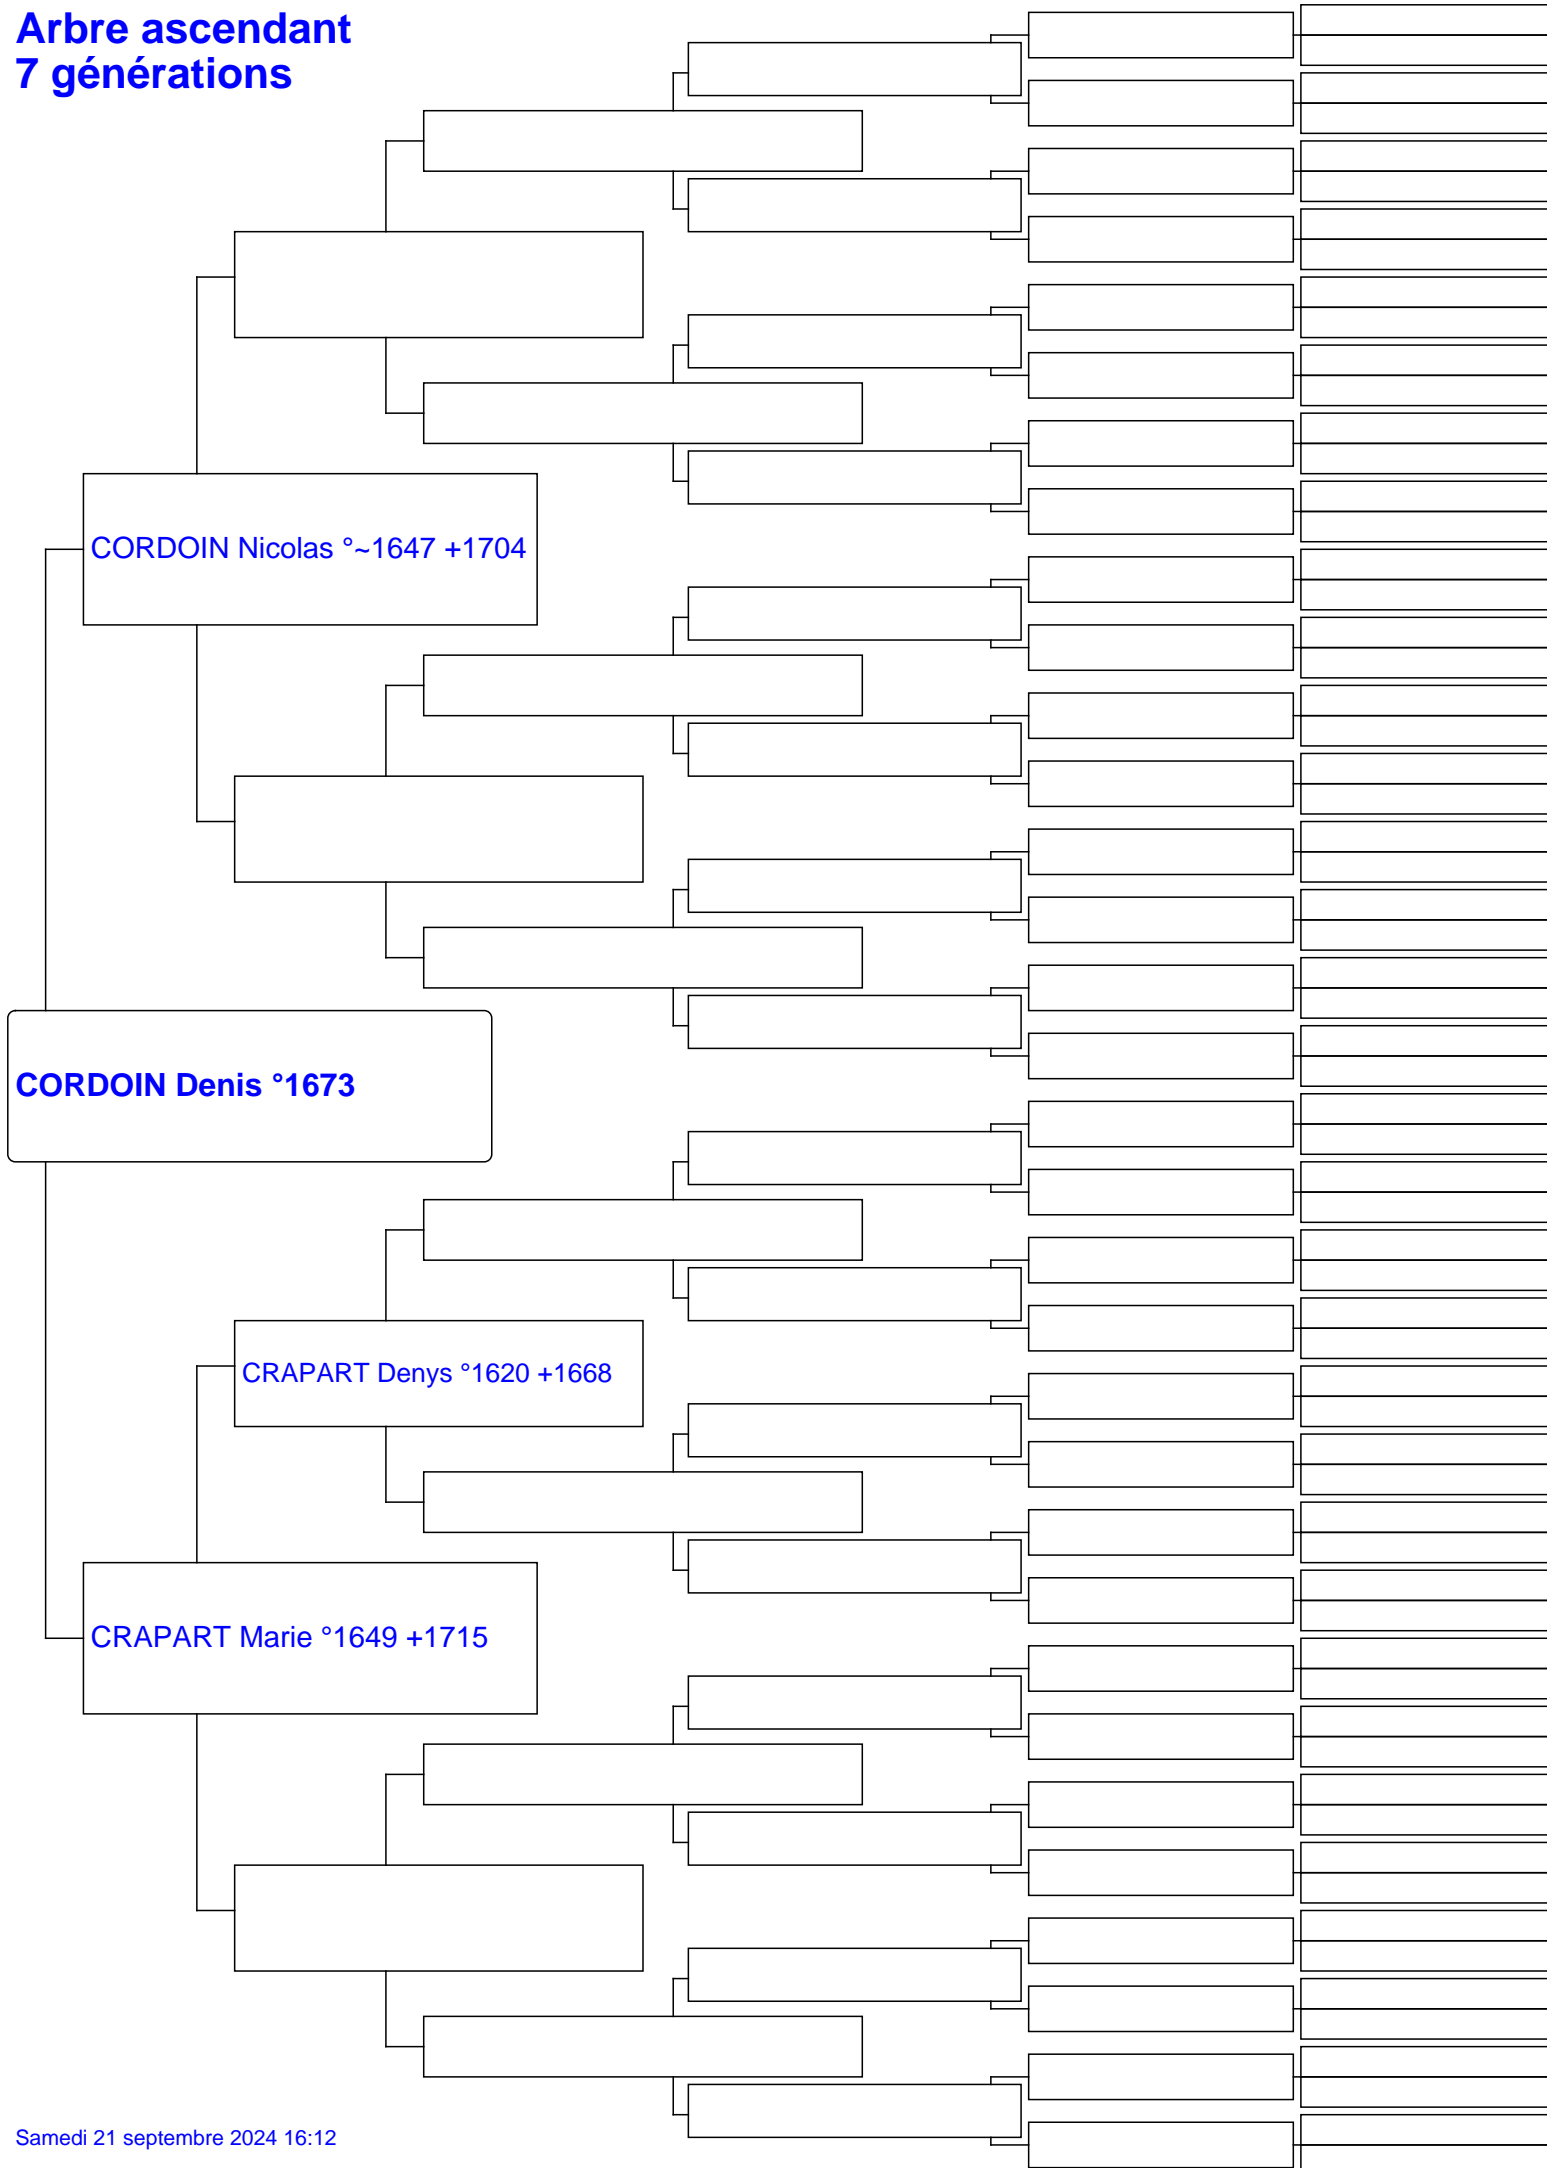 Arbre ascendant
7 générations
CORDOIN Nicolas °~1647 +1704
CORDOIN Denis °1673
CRAPART Denys °1620 +1668
CRAPART Marie °1649 +1715
Samedi 21 septembre 2024 16:12